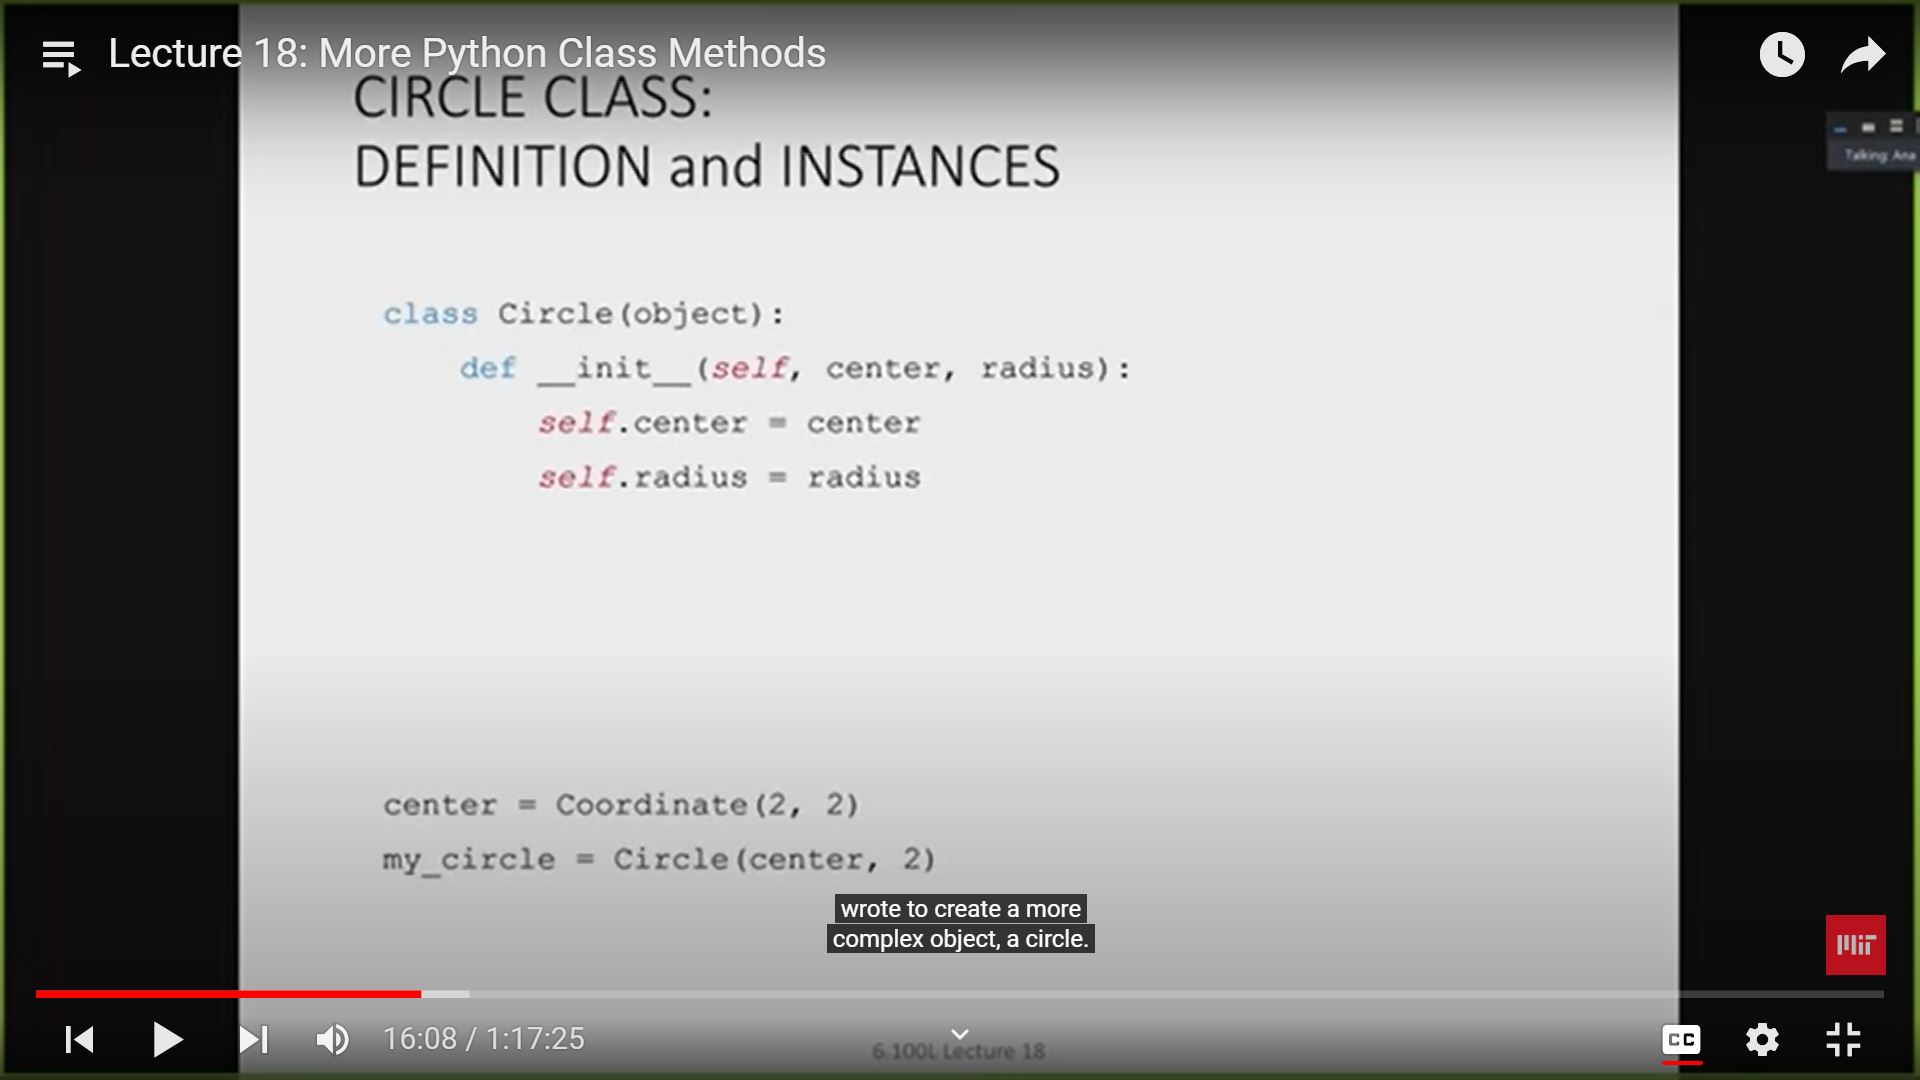 Lecture 18: More Python Class Methods
CIRCLE CLASS:
DEFINITION and INSTANCES
Talking: Ana
class Circle(object):
def __init__(self, center, radius):
self.center = center
self.radius = radius
center = Coordinate(2, 2)
my_circle = Circle(center, 2)
wrote to create a more
complex object, a circle.
MIT
16:08 / 1:17:25
CC
6.100L Lecture 18